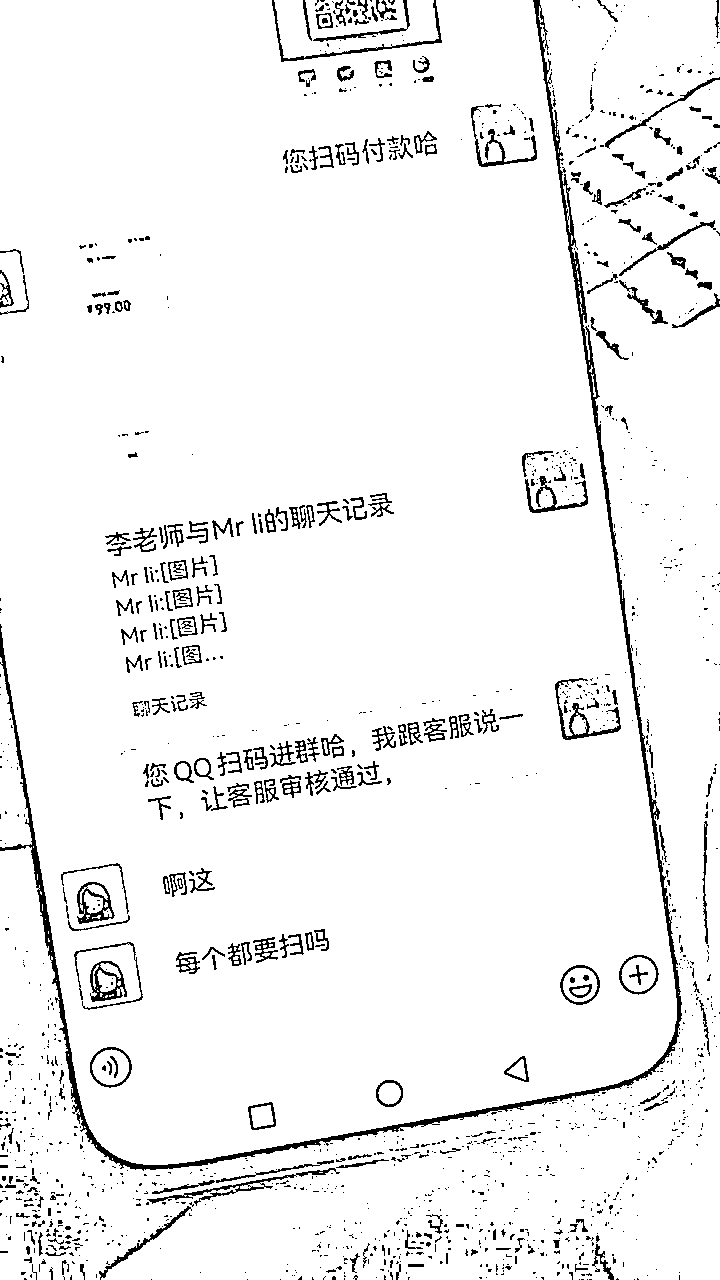 您扫码付款哈
¥99.00
李老师与Mr li的聊天记录
Mr li:[图片]
Mr li:[图片]
Mr li:[图片]
Mr li:[图...
聊天记录
您QQ扫码进群哈，我跟客服说一
下，让客服审核通过，
啊这
每个都要扫吗